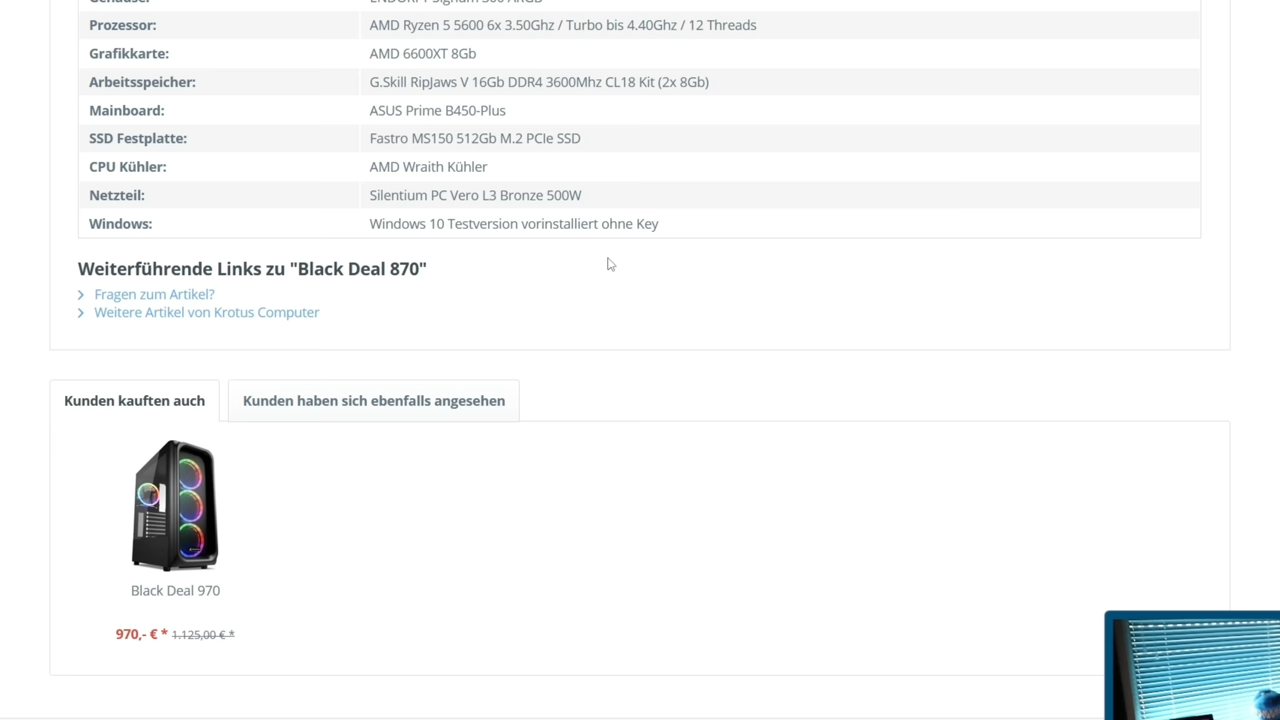 Prozessor: AMD Ryzen 5 5600 6x 3.50Ghz / Turbo bis 4.40Ghz / 12 Threads
Grafikkarte: AMD 6600XT 8Gb
Arbeitsspeicher: G.Skill RipJaws V 16Gb DDR4 3600Mhz CL18 Kit (2x 8Gb)
Mainboard: ASUS Prime B450-Plus
SSD Festplatte: Fastro MS150 512Gb M.2 PCIe SSD
CPU Kühler: AMD Wraith Kühler
Netzteil: Silentium PC Vero L3 Bronze 500W
Windows: Windows 10 Testversion vorinstalliert ohne Key
Weiterführende Links zu "Black Deal 870"
Fragen zum Artikel?
Weitere Artikel von Krotus Computer
Kunden kauften auch Kunden haben sich ebenfalls angesehen
Black Deal 970
970,- € * 1.125,00 € *